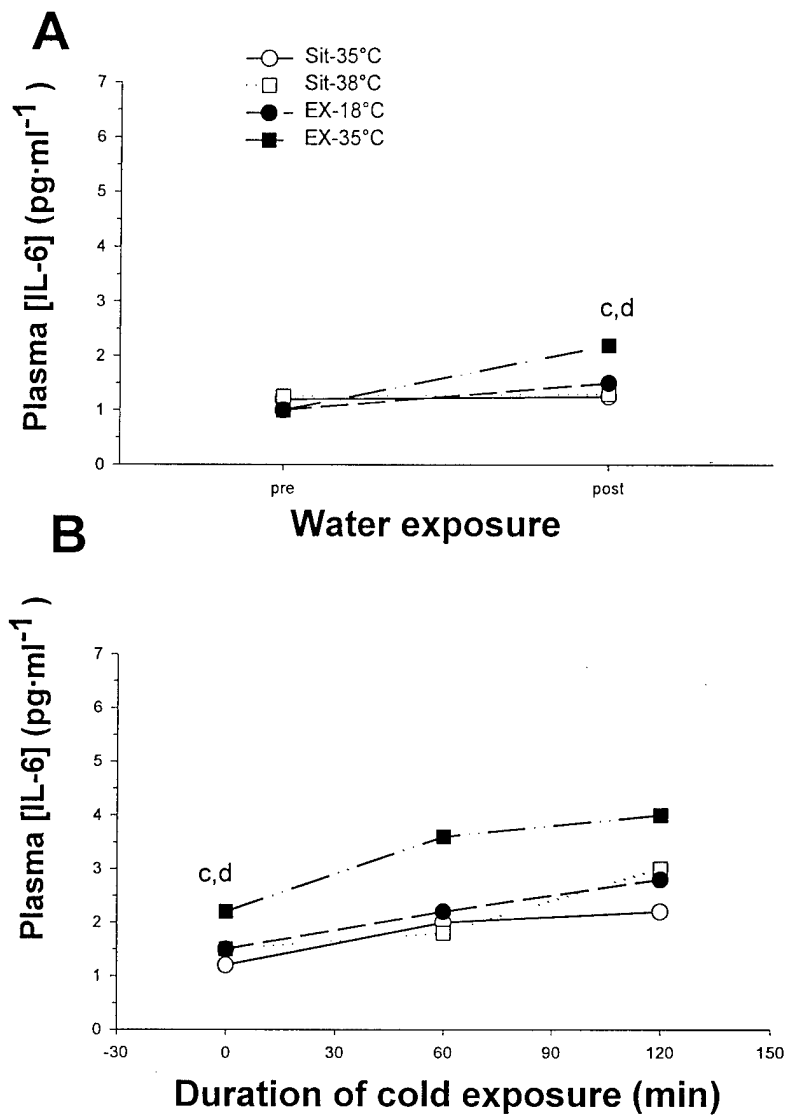 A
Sit-35°C
Sit-38°C
EX-18°C
EX-35°C
Plasma [IL-6] (pg·ml-1)
7
6
5
4
3
2
1
0
c,d
pre
post
Water exposure
B
Plasma [IL-6] (pg·ml-1)
7
6
5
4
3
2
1
0
c,d
-30
0
30
60
90
120
150
Duration of cold exposure (min)